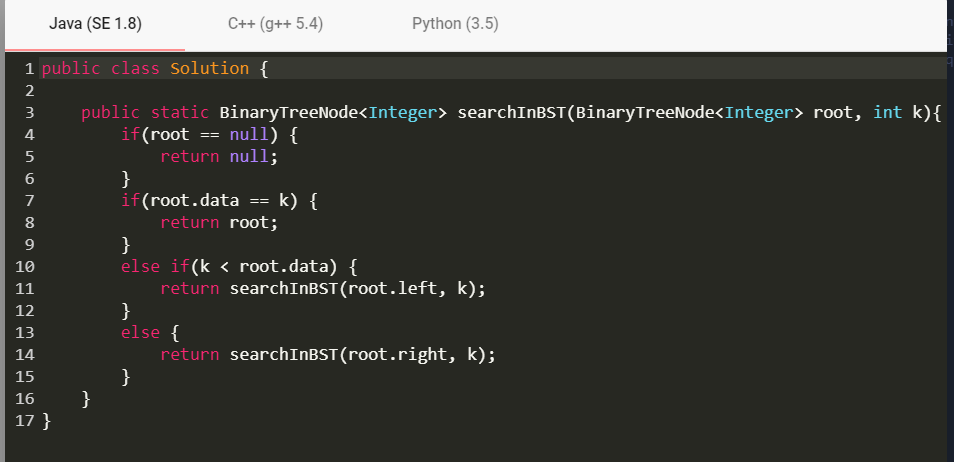 Java (SE 1.8) C++ (g++ 5.4) Python (3.5)
1 public class Solution {
2
3     public static BinaryTreeNode<Integer> searchInBST(BinaryTreeNode<Integer> root, int k){
4         if(root == null) {
5             return null;
6         }
7         if(root.data == k) {
8             return root;
9         }
10         else if(k < root.data) {
11             return searchInBST(root.left, k);
12         }
13         else {
14             return searchInBST(root.right, k);
15         }
16     }
17 }